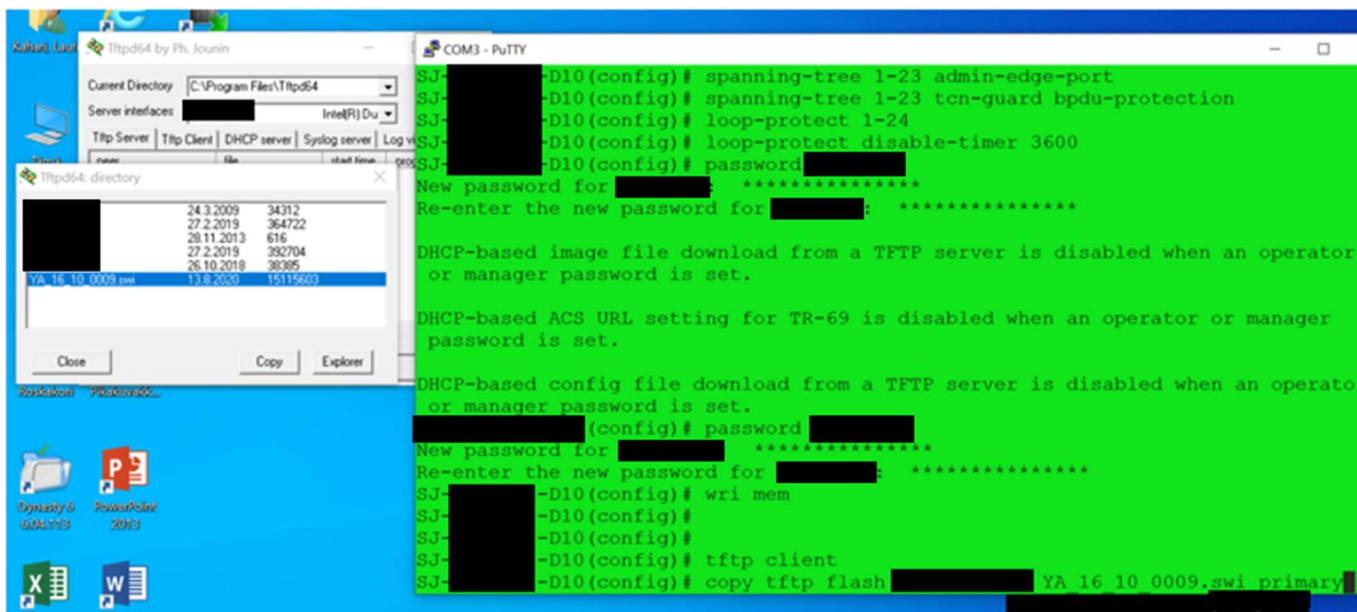 Tftpd64 by Ph. Jounin
Current Directory C:\Program Files\Tftpd64
Server interfaces Intel(R) Du
Tftp Server Tftp Client DHCP server Syslog server Log vi
peer file start time prog
Tftpd64: directory
24.3.2009 34312
27.2.2019 364722
28.11.2013 616
27.2.2019 392704
26.10.2018 38385
YA_16_10_0009.swi 13.8.2020 15115603
Close Copy Explorer
Roskakori Pikakuvakk...
Dynasty 6
6.04.113
PowerPoint
2013
COM3 - PuTTY
SJ- -D10(config)# spanning-tree 1-23 admin-edge-port
SJ- -D10(config)# spanning-tree 1-23 tcn-guard bpdu-protection
SJ- -D10(config)# loop-protect 1-24
SJ- -D10(config)# loop-protect disable-timer 3600
SJ- -D10(config)# password
New password for : ***************
Re-enter the new password for : ***************
DHCP-based image file download from a TFTP server is disabled when an operator
or manager password is set.
DHCP-based ACS URL setting for TR-69 is disabled when an operator or manager
password is set.
DHCP-based config file download from a TFTP server is disabled when an operato
or manager password is set.
(config)# password
New password for ***************
Re-enter the new password for : ***************
SJ- -D10(config)# wri mem
SJ- -D10(config)#
SJ- -D10(config)#
SJ- -D10(config)# tftp client
SJ- -D10(config)# copy tftp flash YA_16_10_0009.swi primary